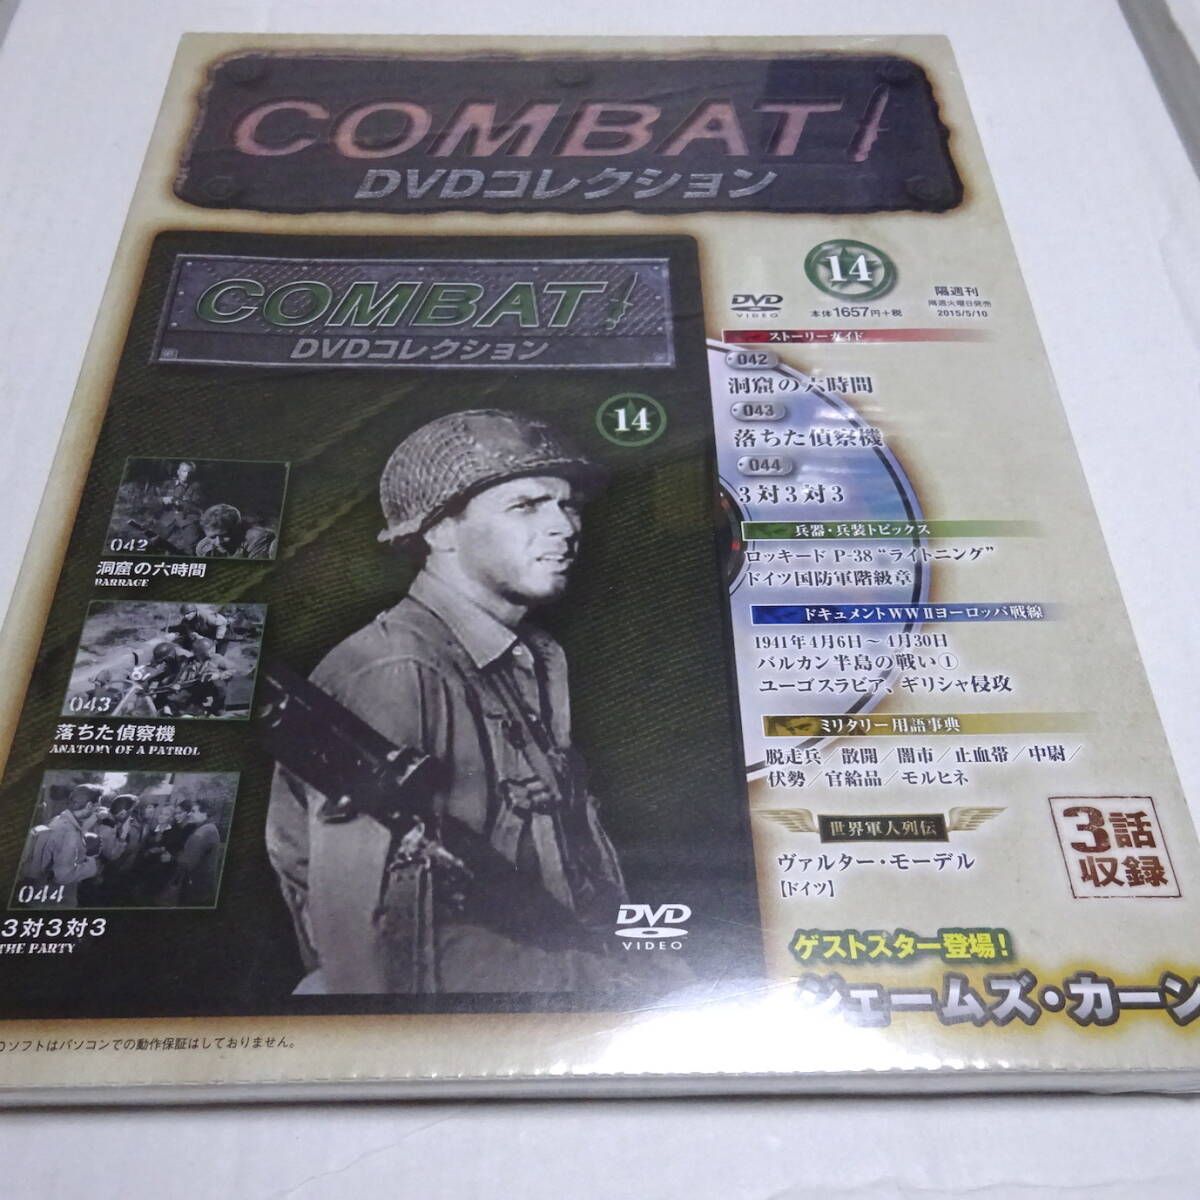 COMBAT!
DVDコレクション
COMBAT!
DVDコレクション
14
042
洞窟の六時間
BARRAGE
043
落ちた偵察機
ANATOMY OF A PATROL
044
3対3対3
THE PARTY
DVD
VIDEO
14
DVD
VIDEO
本体1657円+税
隔週刊
隔週火曜日発売
2015/5/10
ストーリーガイド
042
洞窟の六時間
043
落ちた偵察機
044
3対3対3
兵器・兵装トピックス
ロッキード P-38 “ライトニング”
ドイツ国防軍階級章
ドキュメントWWⅡヨーロッパ戦線
1941年4月6日～4月30日
バルカン半島の戦い①
ユーゴスラビア、ギリシャ侵攻
ミリタリー用語事典
脱走兵／散開／闇市／止血帯／中尉／
伏勢／官給品／モルヒネ
世界軍人列伝
ヴァルター・モーデル
【ドイツ】
3話
収録
ゲストスター登場!
ジェームズ・カーン
Dソフトはパソコンでの動作保証はしておりません。